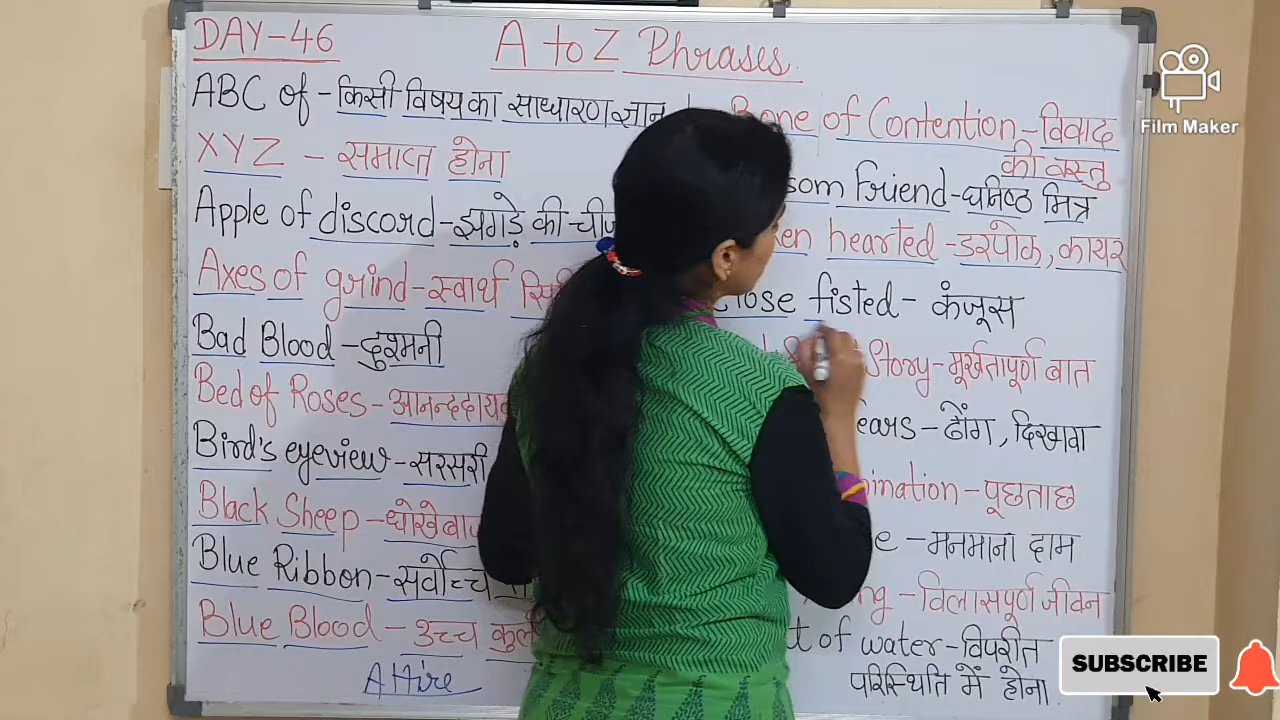 DAY-46
A to Z Phrases.
ABC of - किसी विषय का साधारण ज्ञान
XYZ - समाप्त होना
Apple of discord - झगड़े की चीज
Axes of grind - स्वार्थ
Bad Blood - दुश्मनी
Bed of Roses - आनन्ददायक
Bird's eyeview - सरसरी
Black Sheep - धोखेबाज
Blue Ribbon - सर्वोच्च
Blue Blood - उच्च
A Hire
Bone of Contention - विवाद
की वस्तु
som Friend - घनिष्ठ मित्र
en hearted - डरपोक, कायर
Close fisted - कंजूस
Story - मूर्खतापूर्ण बात
ears - ढोंग, दिखावा
ination - पूछताछ
e - मनमाना दाम
- विलासपूर्ण जीवन
t of water - विपरीत
परिस्थिति में होना
Film Maker
SUBSCRIBE